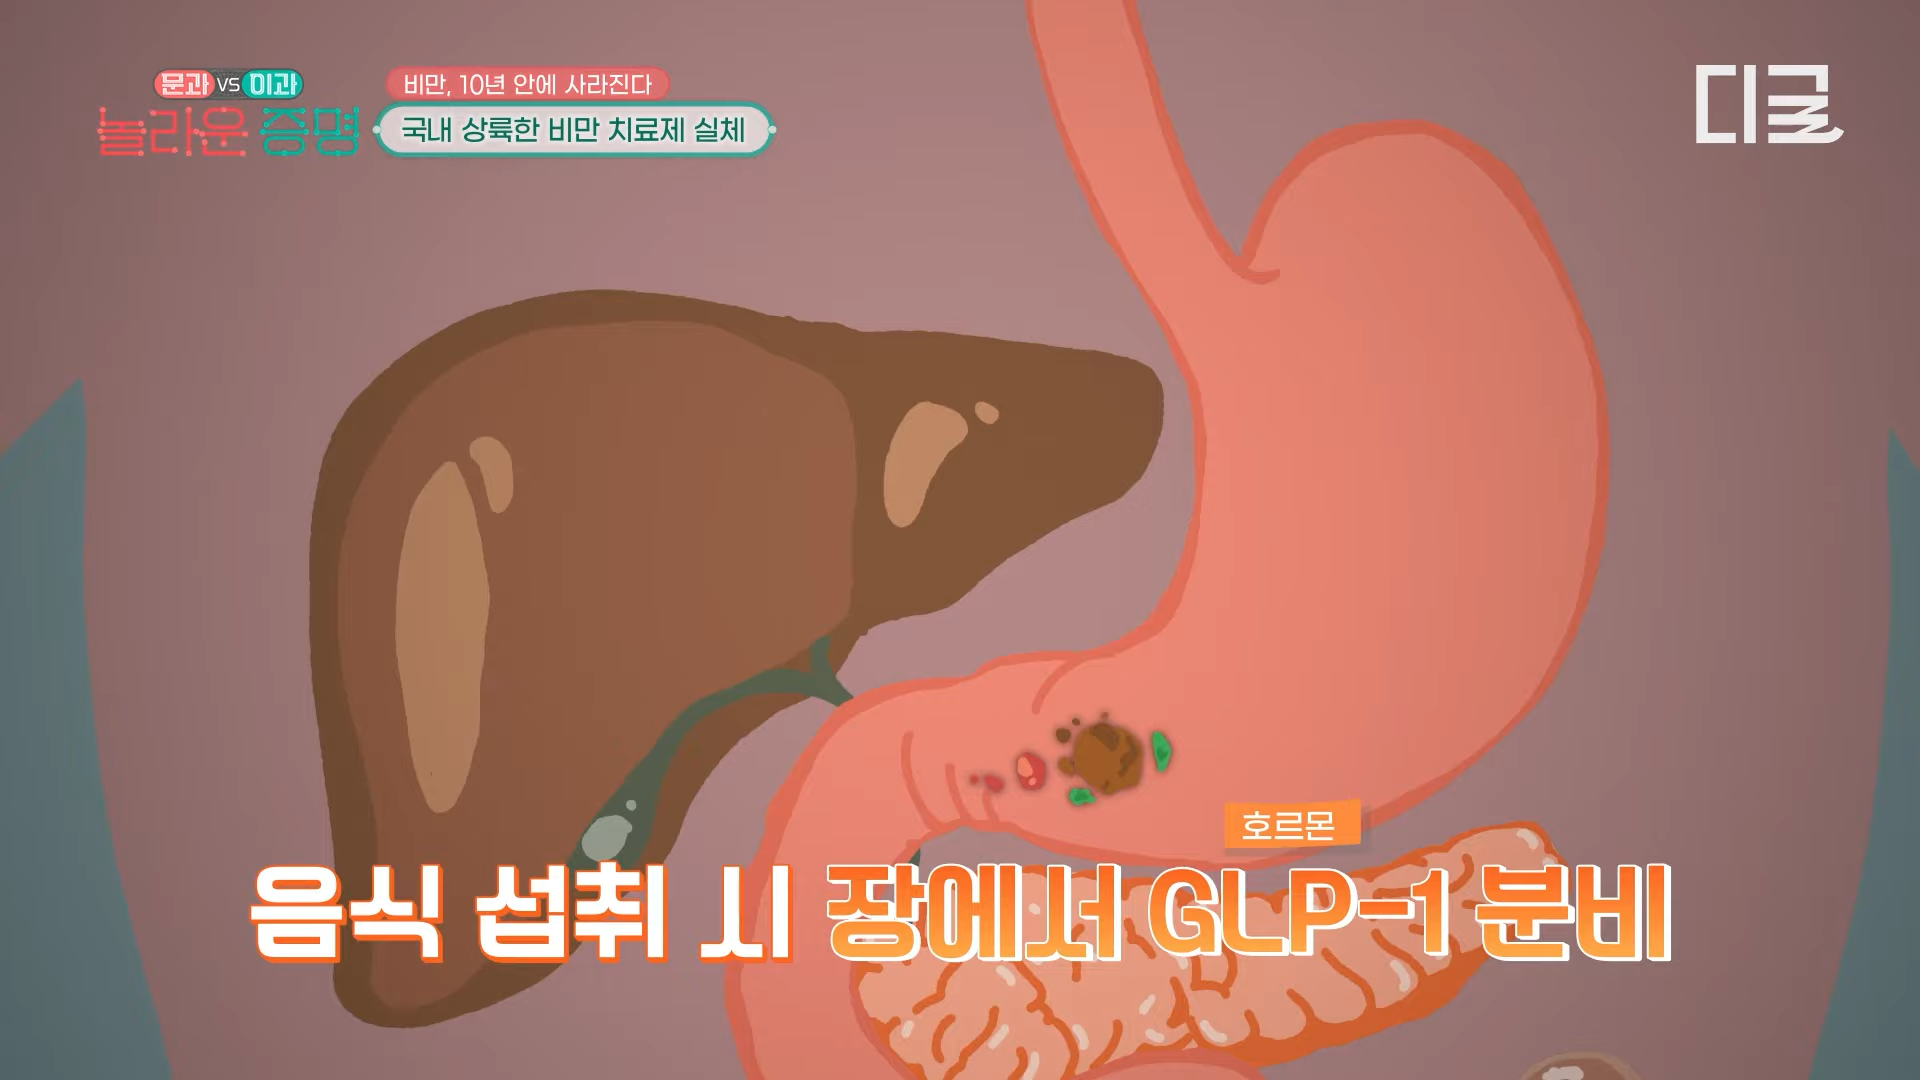 문과 VS 이과
놀라운 증명
비만, 10년 안에 사라진다
국내 상륙한 비만 치료제 실체
디글
호르몬
음식 섭취 시 장에서 GLP-1 분비